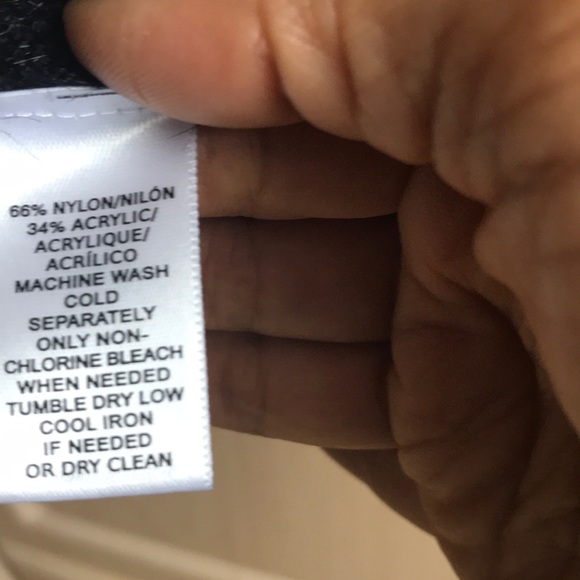 66% NYLON/NILÓN
34% ACRYLIC/
ACRYLIQUE/
ACRÍLICO
MACHINE WASH
COLD
SEPARATELY
ONLY NON-
CHLORINE BLEACH
WHEN NEEDED
TUMBLE DRY LOW
COOL IRON
IF NEEDED
OR DRY CLEAN